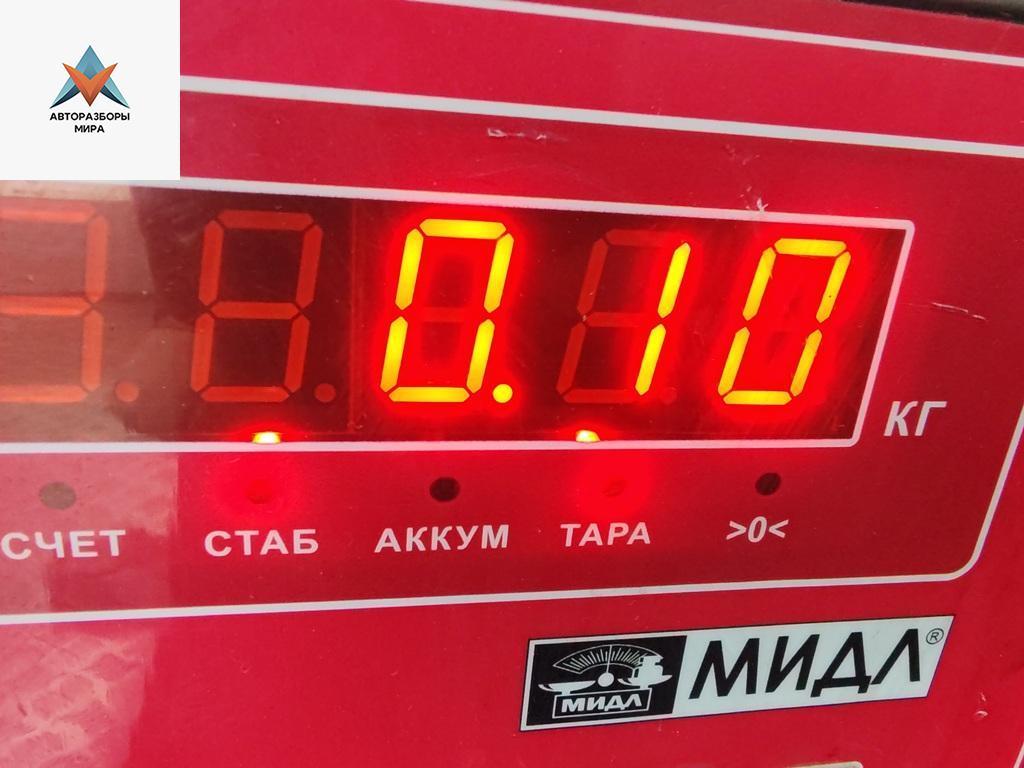 АВТОРАЗБОРЫ
МИРА
0.10
КГ
СЧЕТ СТАБ АККУМ ТАРА >0<
МИДЛ МИДЛ®